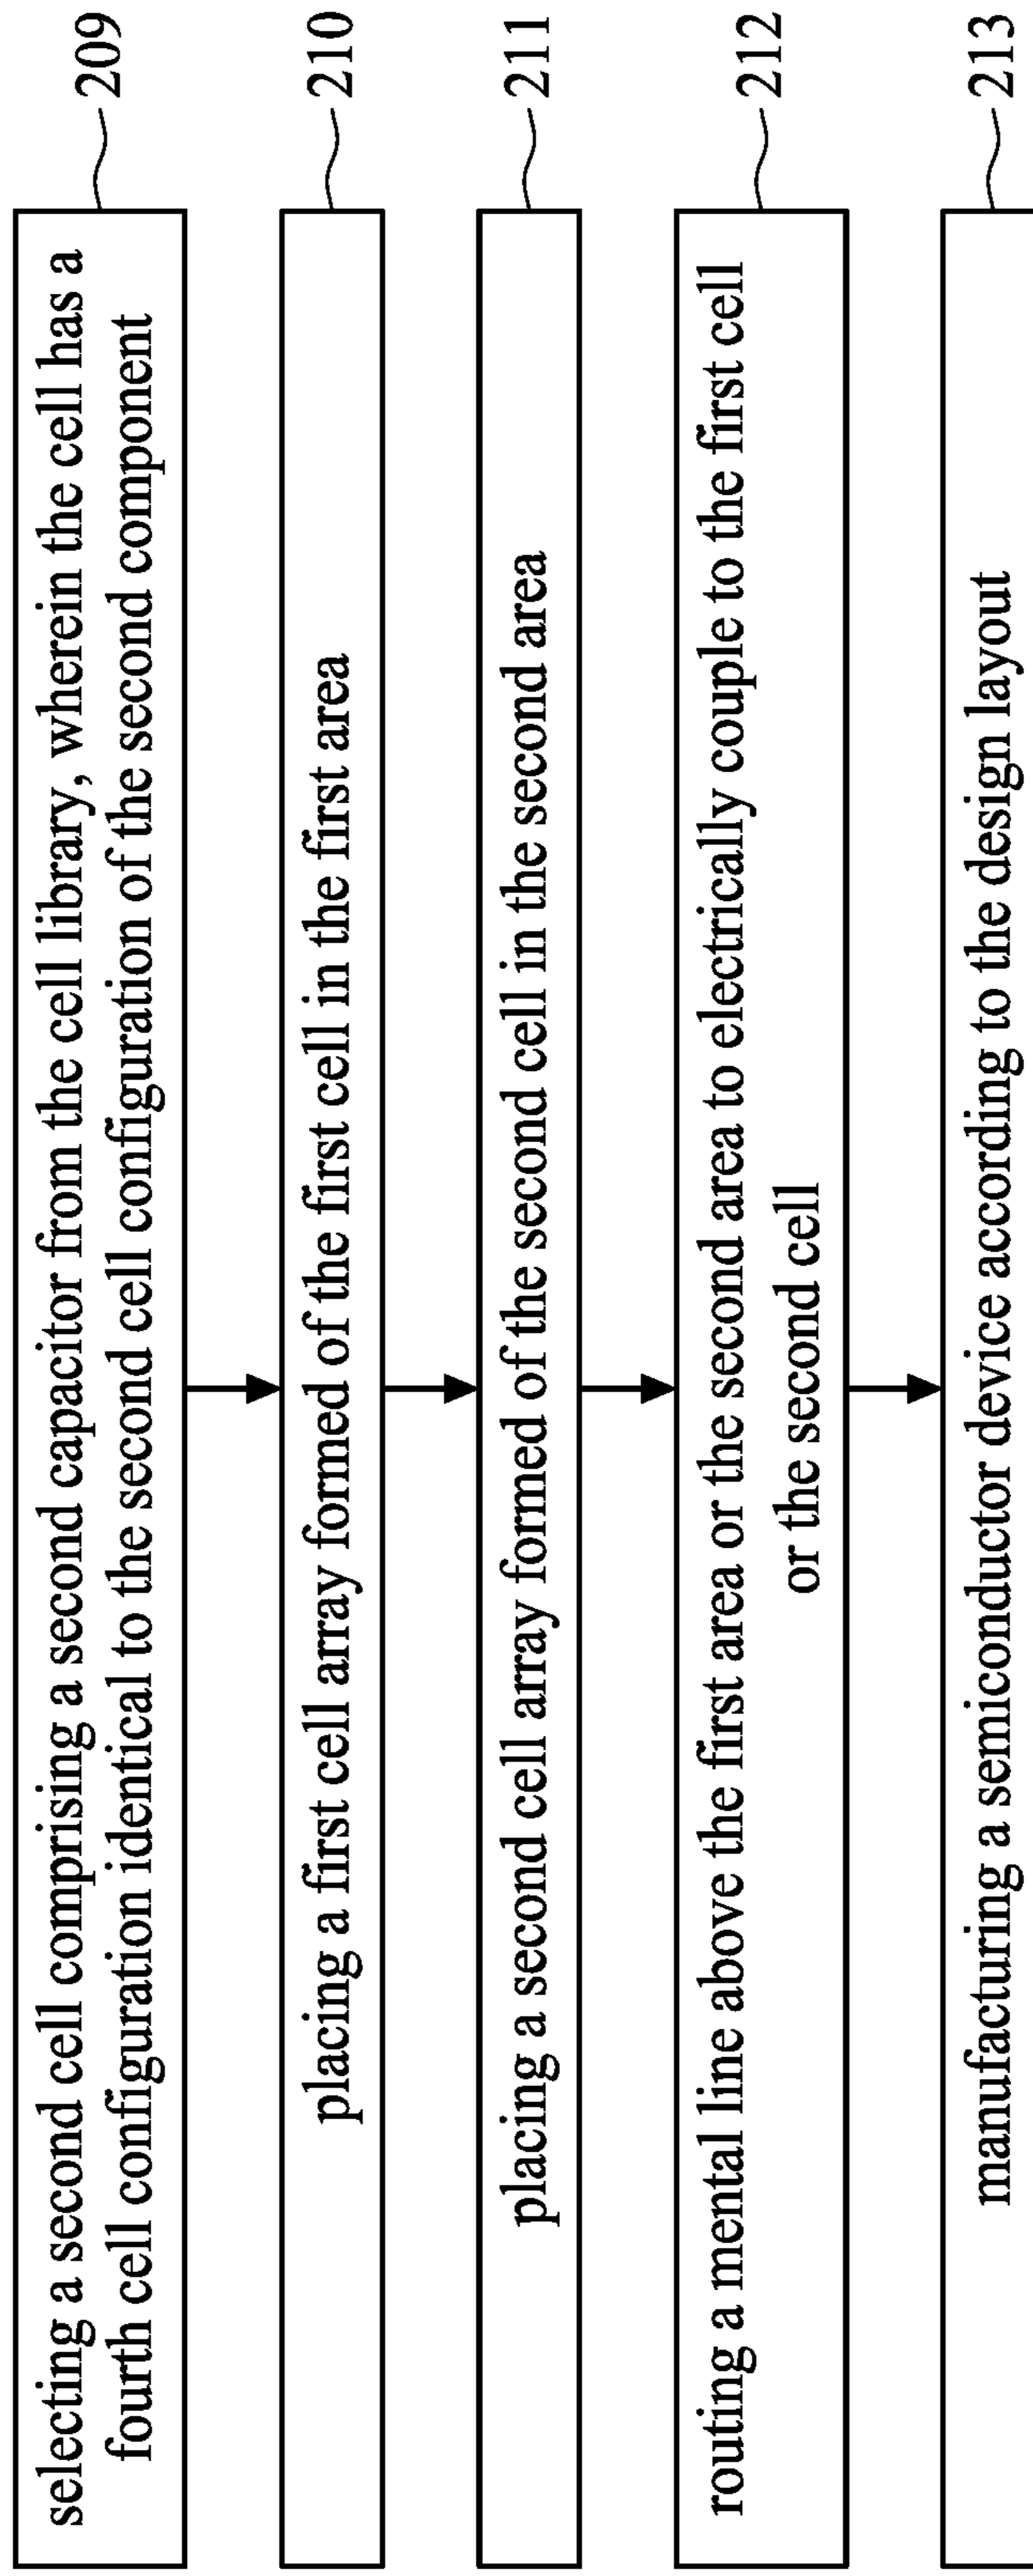 selecting a second cell comprising a second capacitor from the cell library, wherein the cell has a
fourth cell configuration identical to the second cell configuration of the second component
209
placing a first cell array formed of the first cell in the first area
210
placing a second cell array formed of the second cell in the second area
211
routing a mental line above the first area or the second area to electrically couple to the first cell
or the second cell
212
manufacturing a semiconductor device according to the design layout
213